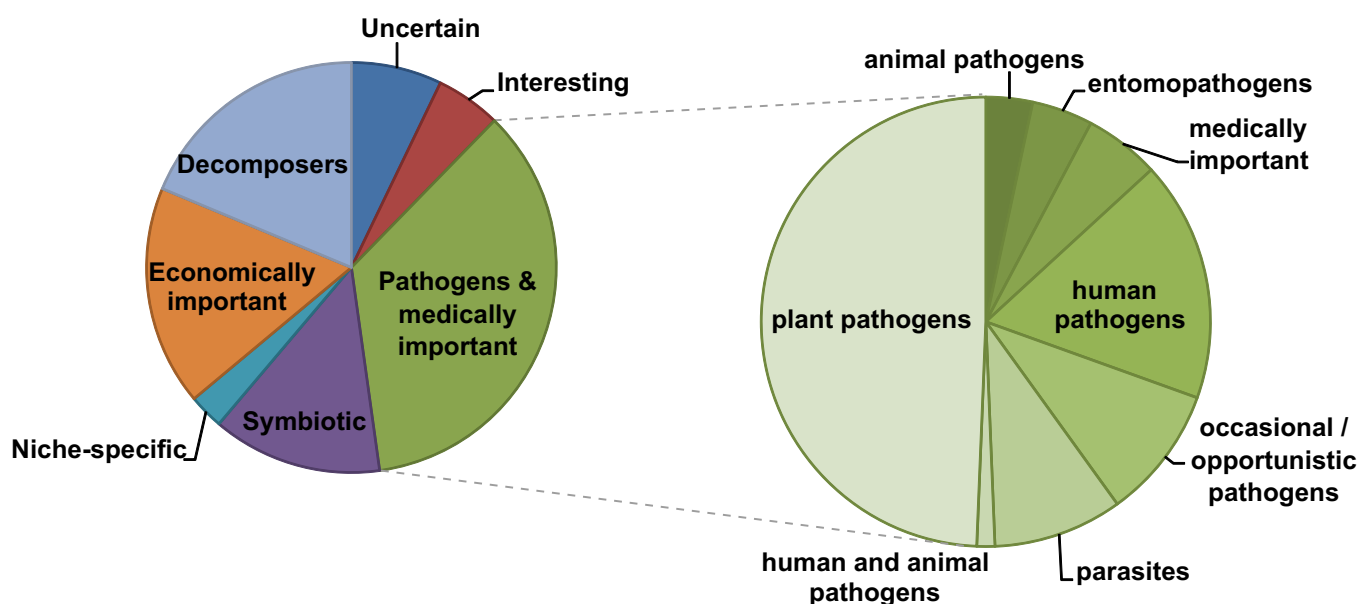 Uncertain
Interesting
Decomposers
Economically
important
Pathogens &
medically
important
Symbiotic
Niche-specific
animal pathogens
entomopathogens
medically
important
human
pathogens
plant pathogens
occasional /
opportunistic
pathogens
human and animal
pathogens
parasites